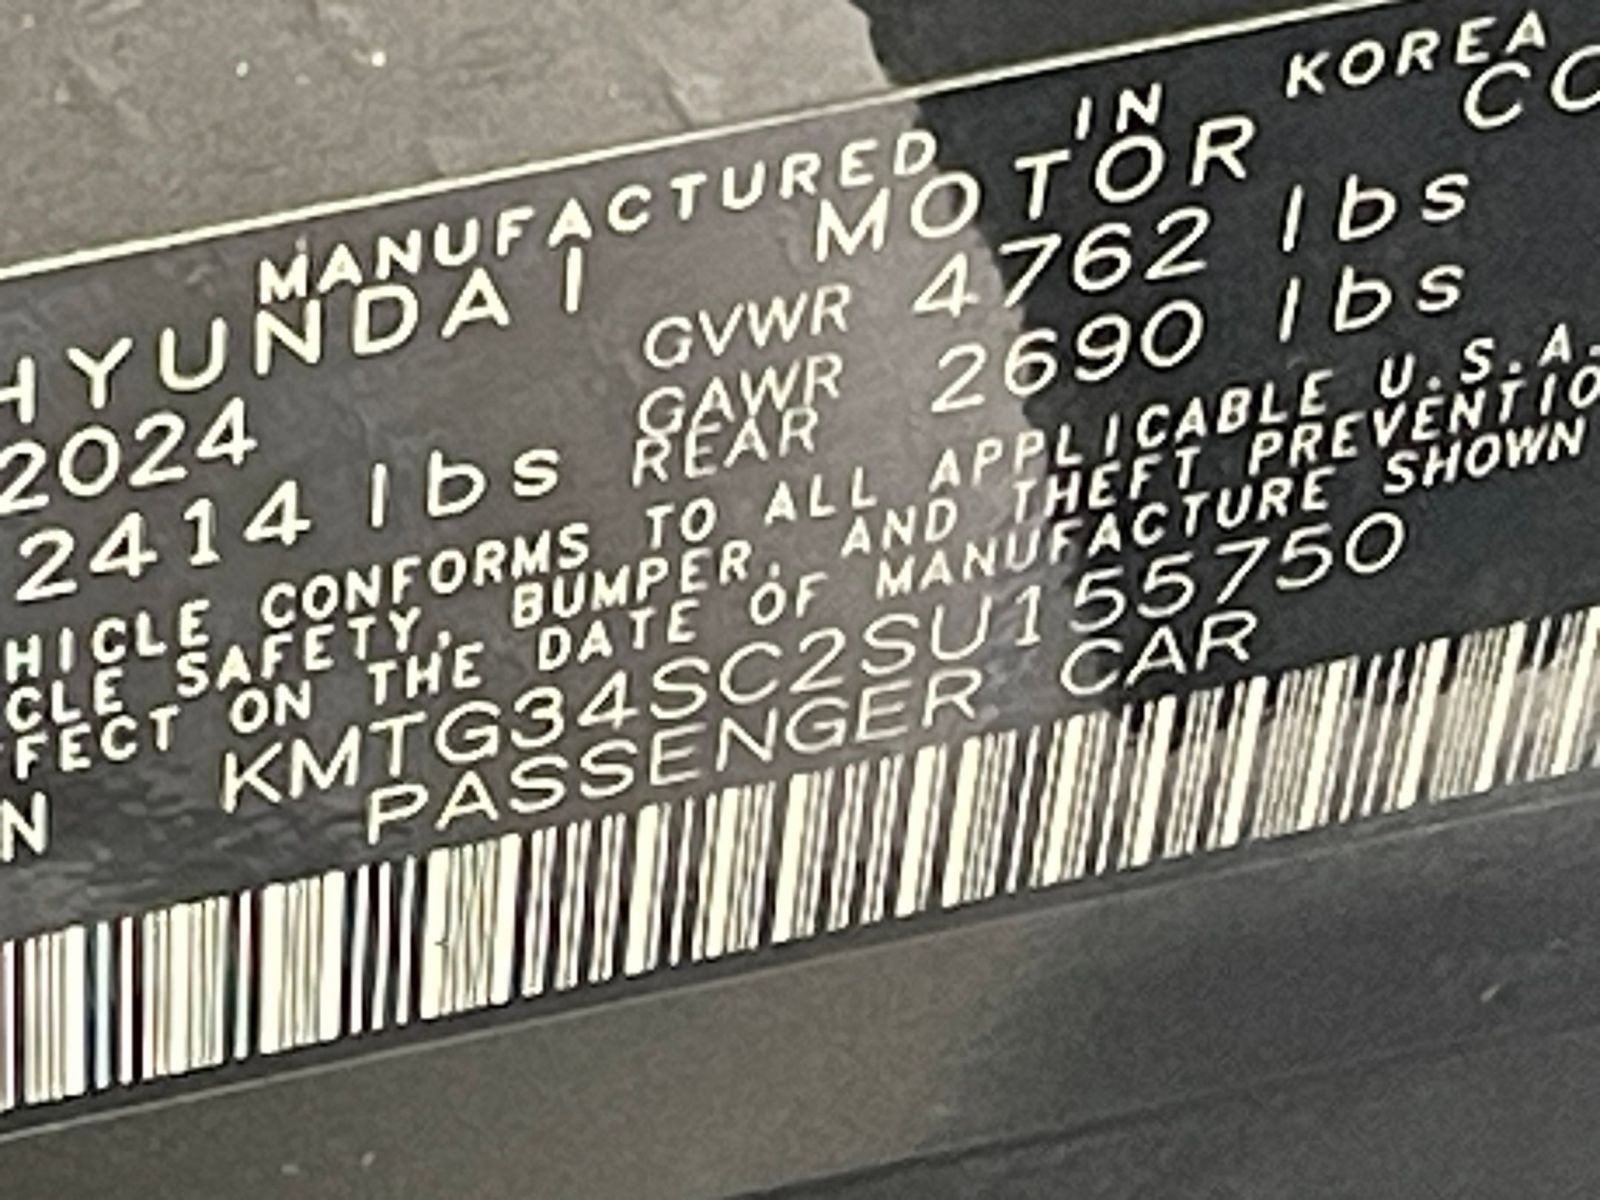 MANUFACTURED IN KOREA
HYUNDAI MOTOR CO
2024 GVWR 4762 lbs
2414 lbs GAWR REAR 2690 lbs
HICLE CONFORMS TO ALL APPLICABLE U.S.A.
CLE SAFETY, BUMPER, AND THEFT PREVENTIO
FFECT ON THE DATE OF MANUFACTURE SHOWN
N KMTG34SC2SU155750
PASSENGER CAR